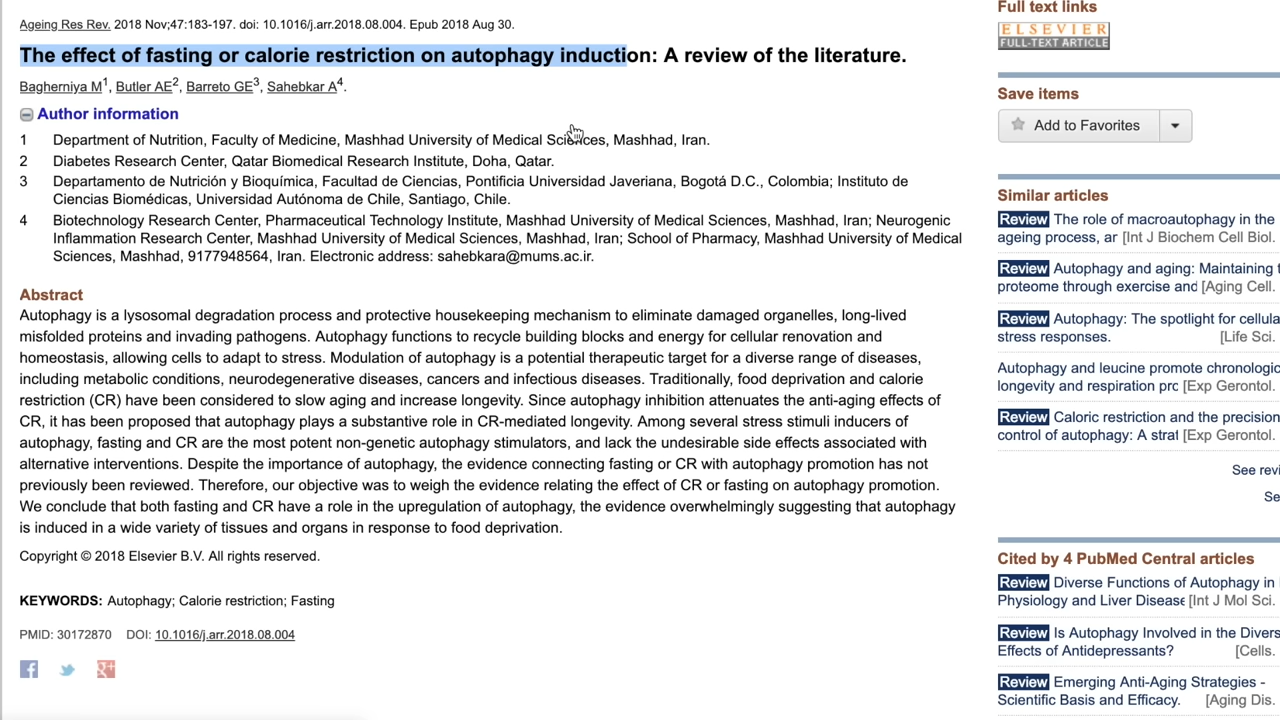 Ageing Res Rev. 2018 Nov;47:183-197. doi: 10.1016/j.arr.2018.08.004. Epub 2018 Aug 30.
The effect of fasting or calorie restriction on autophagy induction: A review of the literature.
Bagherniya M1, Butler AE2, Barreto GE3, Sahebkar A4.
Author information
1 Department of Nutrition, Faculty of Medicine, Mashhad University of Medical Sciences, Mashhad, Iran.
2 Diabetes Research Center, Qatar Biomedical Research Institute, Doha, Qatar.
3 Departamento de Nutrición y Bioquímica, Facultad de Ciencias, Pontificia Universidad Javeriana, Bogotá D.C., Colombia; Instituto de
Ciencias Biomédicas, Universidad Autónoma de Chile, Santiago, Chile.
4 Biotechnology Research Center, Pharmaceutical Technology Institute, Mashhad University of Medical Sciences, Mashhad, Iran; Neurogenic
Inflammation Research Center, Mashhad University of Medical Sciences, Mashhad, Iran; School of Pharmacy, Mashhad University of Medical
Sciences, Mashhad, 9177948564, Iran. Electronic address: sahebkara@mums.ac.ir.
Abstract
Autophagy is a lysosomal degradation process and protective housekeeping mechanism to eliminate damaged organelles, long-lived
misfolded proteins and invading pathogens. Autophagy functions to recycle building blocks and energy for cellular renovation and
homeostasis, allowing cells to adapt to stress. Modulation of autophagy is a potential therapeutic target for a diverse range of diseases,
including metabolic conditions, neurodegenerative diseases, cancers and infectious diseases. Traditionally, food deprivation and calorie
restriction (CR) have been considered to slow aging and increase longevity. Since autophagy inhibition attenuates the anti-aging effects of
CR, it has been proposed that autophagy plays a substantive role in CR-mediated longevity. Among several stress stimuli inducers of
autophagy, fasting and CR are the most potent non-genetic autophagy stimulators, and lack the undesirable side effects associated with
alternative interventions. Despite the importance of autophagy, the evidence connecting fasting or CR with autophagy promotion has not
previously been reviewed. Therefore, our objective was to weigh the evidence relating the effect of CR or fasting on autophagy promotion.
We conclude that both fasting and CR have a role in the upregulation of autophagy, the evidence overwhelmingly suggesting that autophagy
is induced in a wide variety of tissues and organs in response to food deprivation.
Copyright © 2018 Elsevier B.V. All rights reserved.
KEYWORDS: Autophagy; Calorie restriction; Fasting
PMID: 30172870 DOI: 10.1016/j.arr.2018.08.004
Full text links
ELSEVIER
FULL-TEXT ARTICLE
Save items
Add to Favorites
Similar articles
Review The role of macroautophagy in the
ageing process, ar [Int J Biochem Cell Biol.
Review Autophagy and aging: Maintaining t
proteome through exercise and [Aging Cell.
Review Autophagy: The spotlight for cellula
stress responses. [Life Sci.
Autophagy and leucine promote chronologic
longevity and respiration prc [Exp Gerontol.
Review Caloric restriction and the precision
control of autophagy: A strat [Exp Gerontol.
See revi
Se
Cited by 4 PubMed Central articles
Review Diverse Functions of Autophagy in
Physiology and Liver Disease [Int J Mol Sci.
Review Is Autophagy Involved in the Divers
Effects of Antidepressants? [Cells.
Review Emerging Anti-Aging Strategies -
Scientific Basis and Efficacy. [Aging Dis.